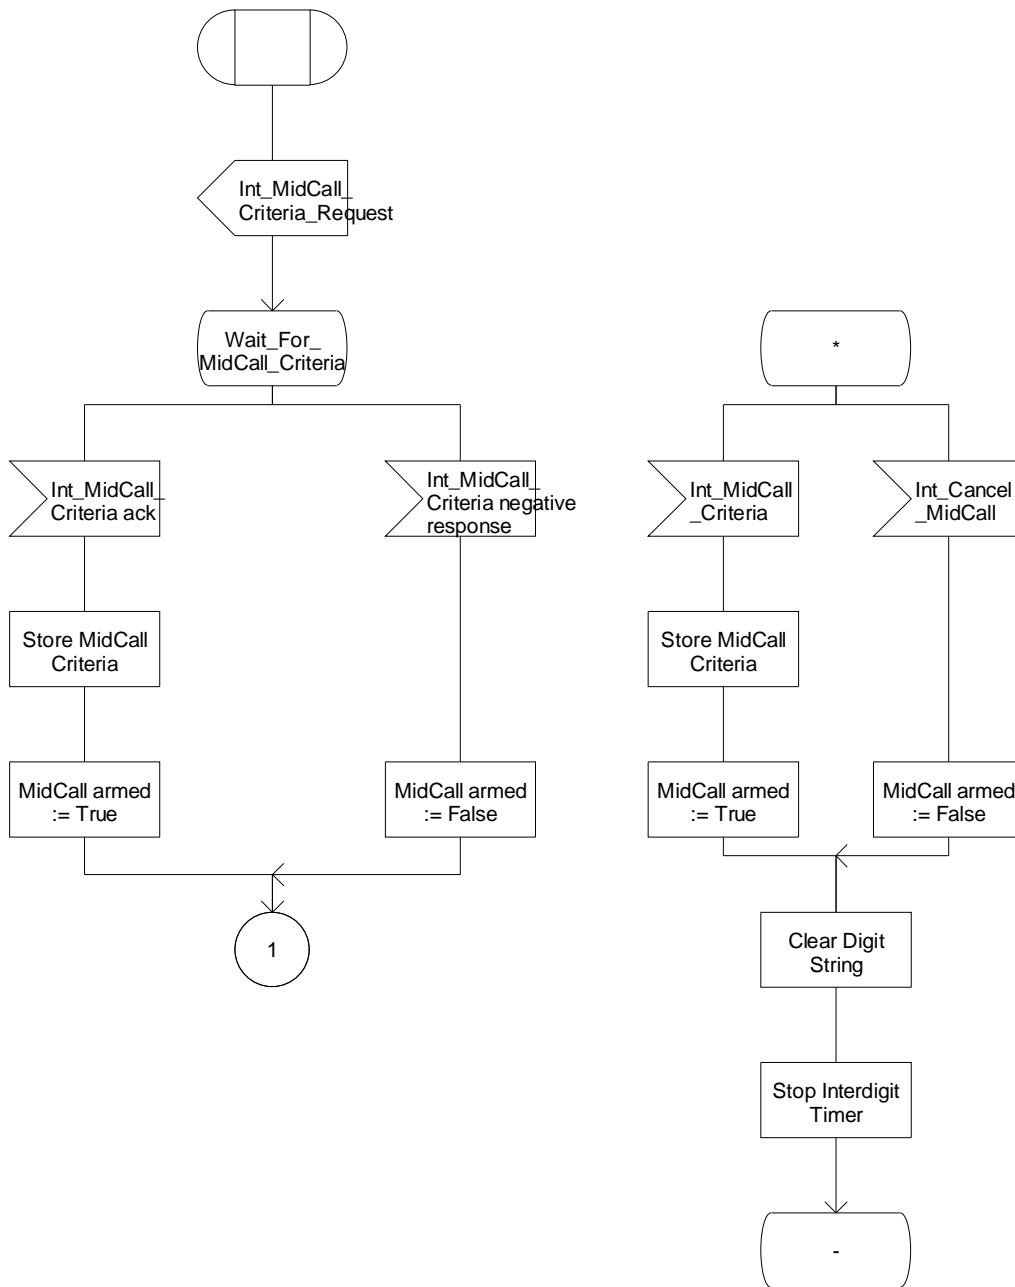 Int_MidCall_
Criteria_Request
Wait_For_
MidCall_Criteria
*
Int_MidCall_
Criteria ack
Int_MidCall_
Criteria negative
response
Int_MidCall
_Criteria
Int_Cancel
_MidCall
Store MidCall
Criteria
Store MidCall
Criteria
MidCall armed
:= True
MidCall armed
:= False
MidCall armed
:= True
MidCall armed
:= False
1
Clear Digit
String
Stop Interdigit
Timer
-